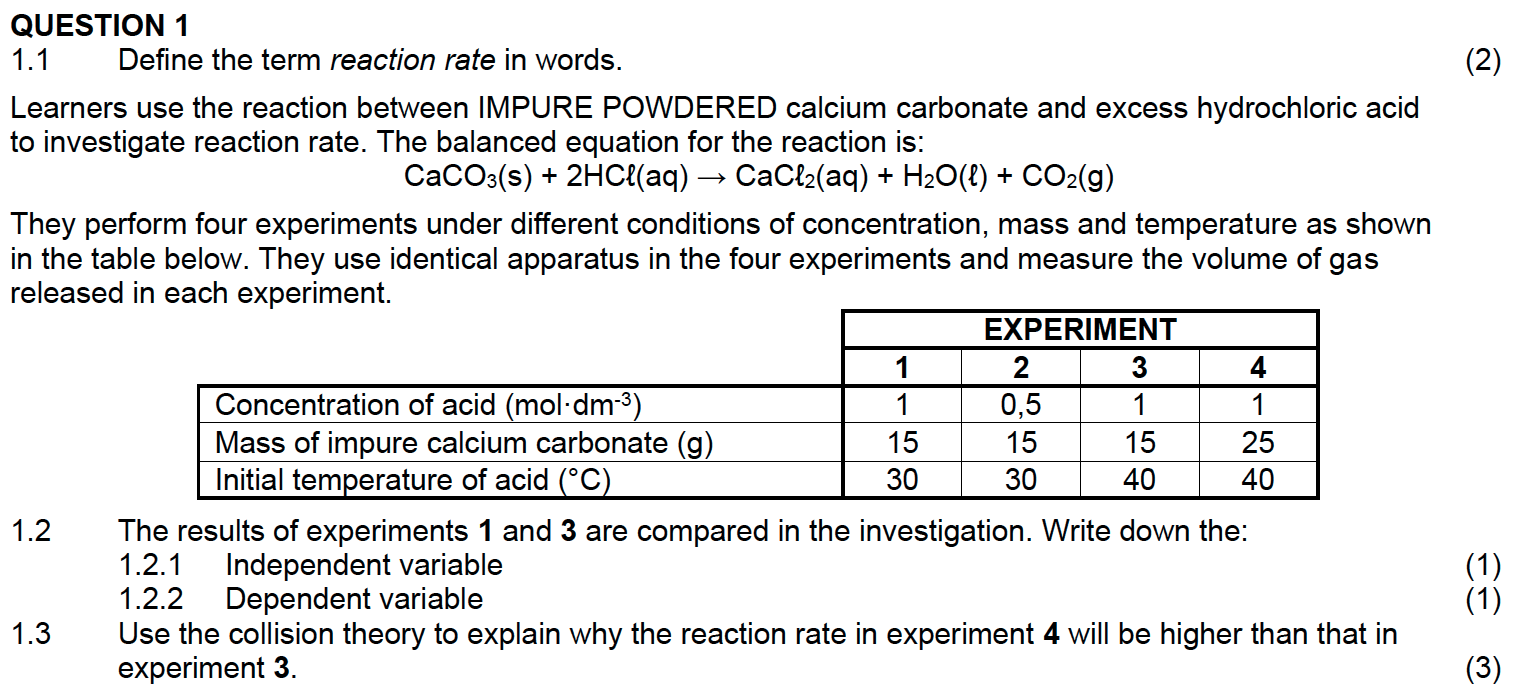 QUESTION 1
1.1 Define the term reaction rate in words. (2)
Learners use the reaction between IMPURE POWDERED calcium carbonate and excess hydrochloric acid
to investigate reaction rate. The balanced equation for the reaction is:
CaCO₃(s) + 2HCℓ(aq) → CaCℓ₂(aq) + H₂O(ℓ) + CO₂(g)
They perform four experiments under different conditions of concentration, mass and temperature as shown
in the table below. They use identical apparatus in the four experiments and measure the volume of gas
released in each experiment.
EXPERIMENT
1 2 3 4
Concentration of acid (mol·dm⁻³) 1 0,5 1 1
Mass of impure calcium carbonate (g) 15 15 15 25
Initial temperature of acid (°C) 30 30 40 40
1.2 The results of experiments 1 and 3 are compared in the investigation. Write down the:
1.2.1 Independent variable (1)
1.2.2 Dependent variable (1)
1.3 Use the collision theory to explain why the reaction rate in experiment 4 will be higher than that in
experiment 3. (3)